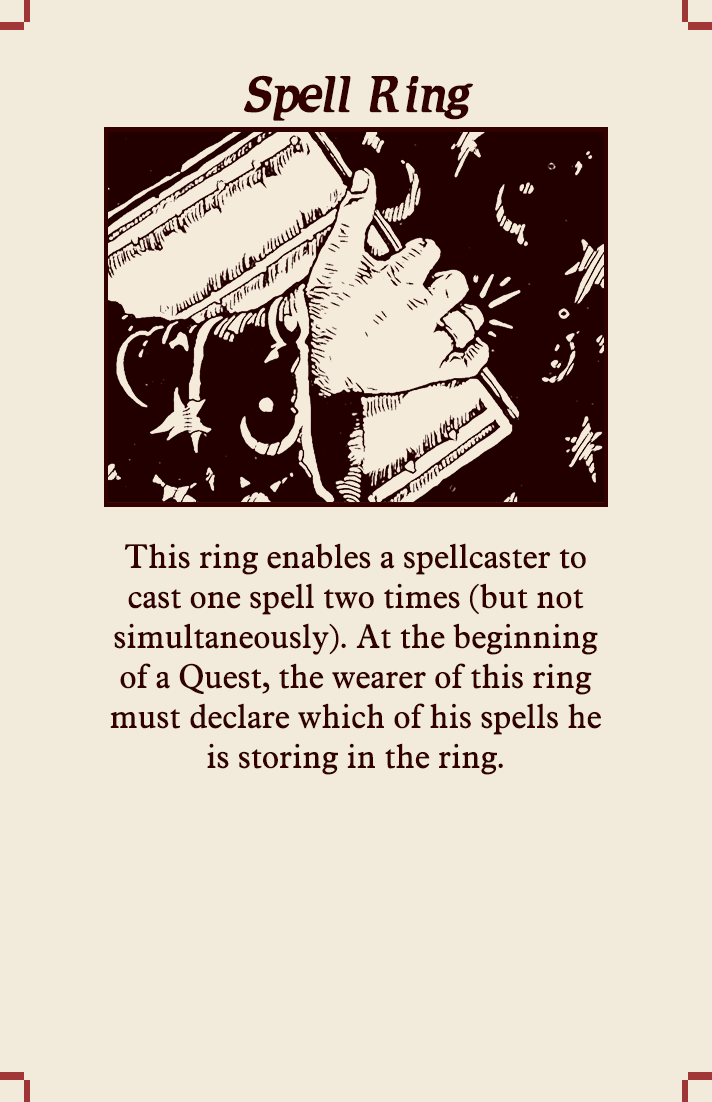 Spell Ring
This ring enables a spellcaster to
cast one spell two times (but not
simultaneously). At the beginning
of a Quest, the wearer of this ring
must declare which of his spells he
is storing in the ring.